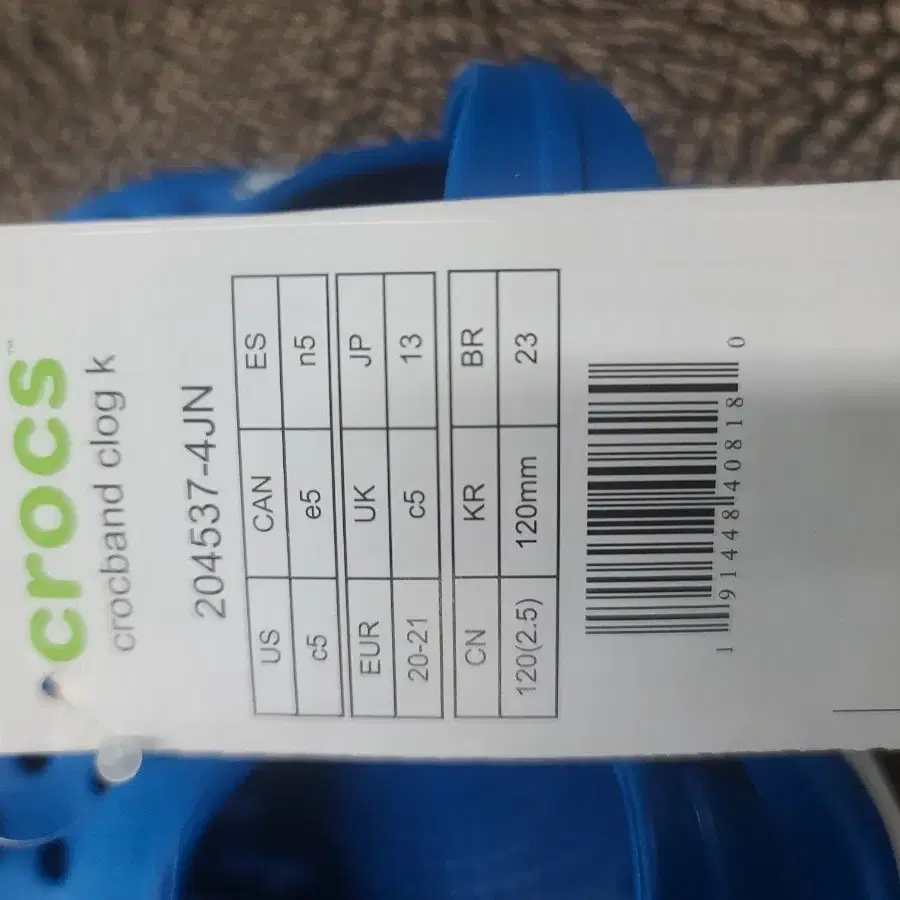 crocs™
crocband clog k
204537-4JN
US CAN ES
c5 e5 n5
EUR UK JP
20-21 c5 13
CN KR BR
120(2.5) 120mm 23
1 91448 40818 0